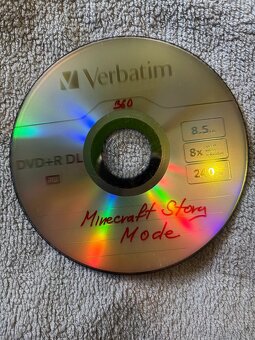 Verbatim
360
DVD+R DL
8.5
8x
240
Minecraft Story
Mode